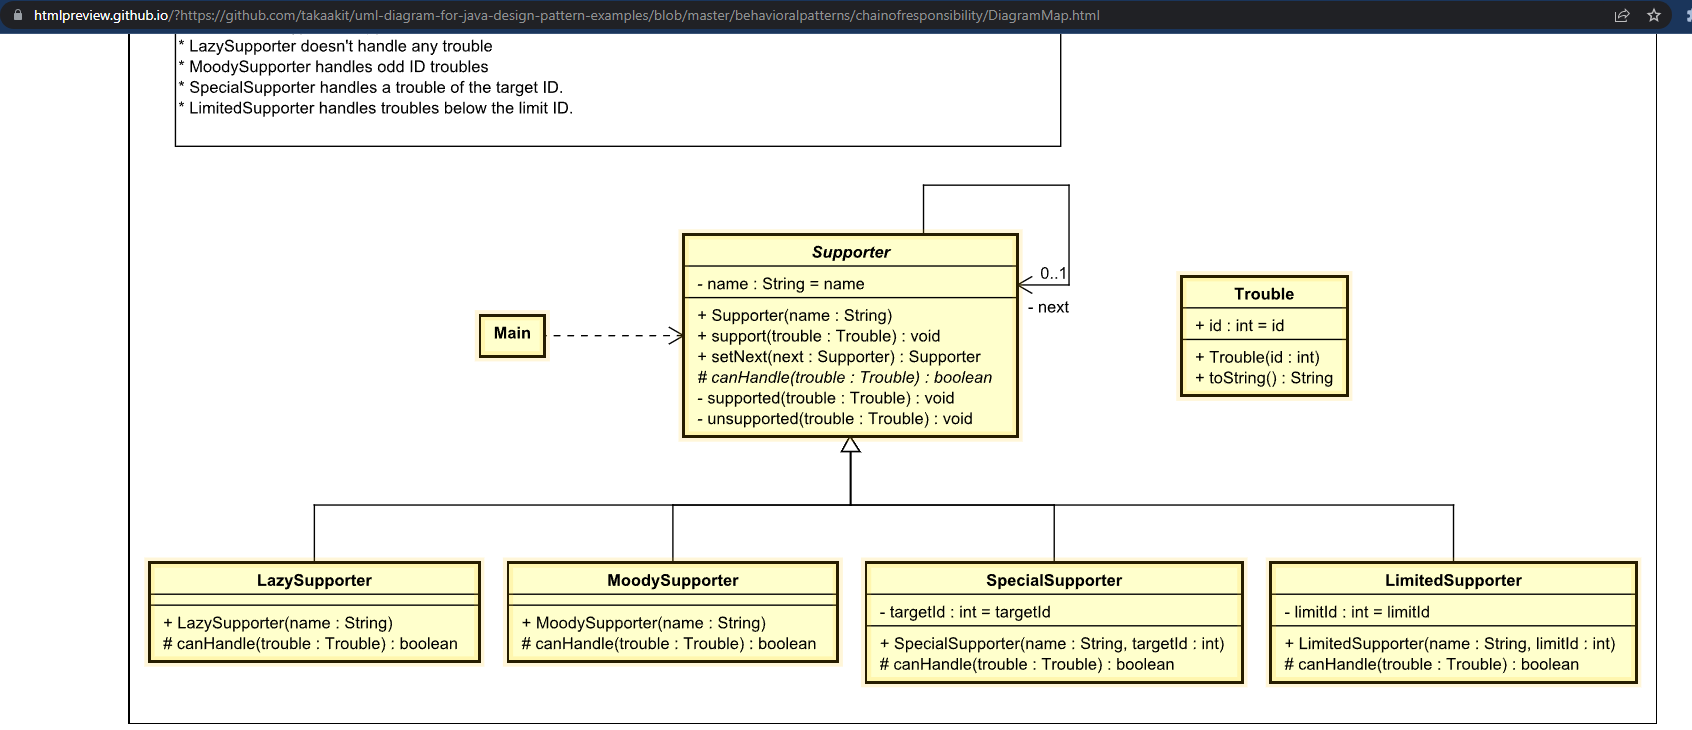 htmlpreview.github.io/?https://github.com/takaakit/uml-diagram-for-java-design-pattern-examples/blob/master/behavioralpatterns/chainofresponsibility/DiagramMap.html
* LazySupporter doesn't handle any trouble
* MoodySupporter handles odd ID troubles
* SpecialSupporter handles a trouble of the target ID.
* LimitedSupporter handles troubles below the limit ID.
Supporter
- name : String = name
+ Supporter(name : String)
+ support(trouble : Trouble) : void
+ setNext(next : Supporter) : Supporter
# canHandle(trouble : Trouble) : boolean
- supported(trouble : Trouble) : void
- unsupported(trouble : Trouble) : void
0..1
- next
Main
Trouble
+ id : int = id
+ Trouble(id : int)
+ toString() : String
LazySupporter
+ LazySupporter(name : String)
# canHandle(trouble : Trouble) : boolean
MoodySupporter
+ MoodySupporter(name : String)
# canHandle(trouble : Trouble) : boolean
SpecialSupporter
- targetId : int = targetId
+ SpecialSupporter(name : String, targetId : int)
# canHandle(trouble : Trouble) : boolean
LimitedSupporter
- limitId : int = limitId
+ LimitedSupporter(name : String, limitId : int)
# canHandle(trouble : Trouble) : boolean